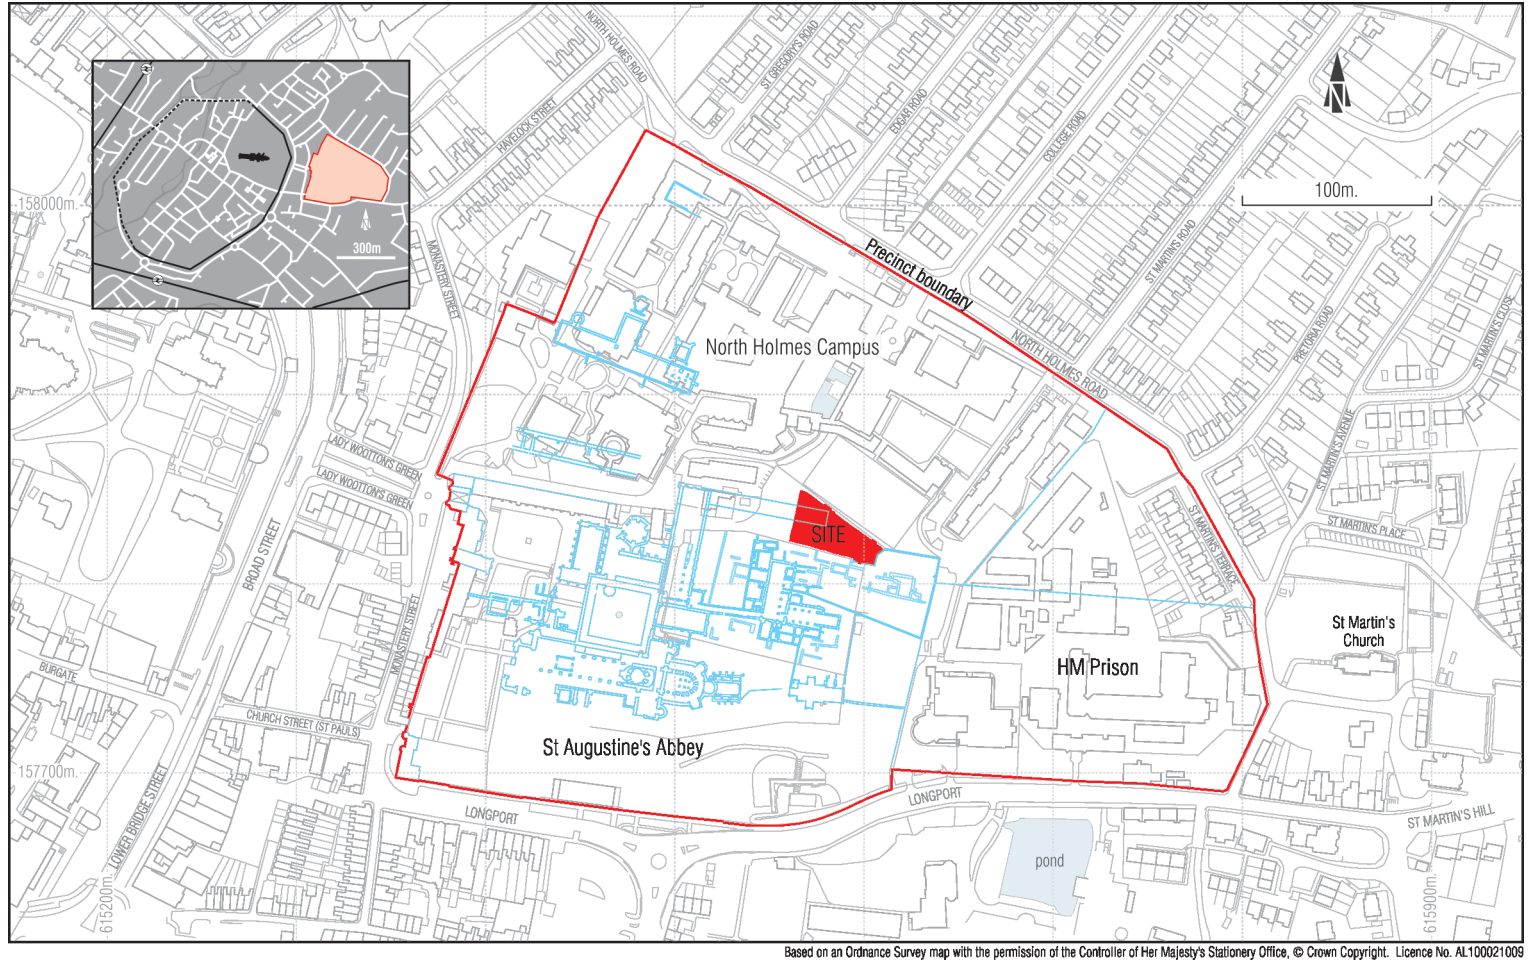 NORTH HOLMES ROAD
ST GREGORY'S ROAD
HAVELOCK STREET
EDGAR ROAD
COLLEGE ROAD
N
100m.
158000m.
N
300m
MONASTERY STREET
Precinct boundary
ST MARTIN'S ROAD
PRETORIA ROAD
ST MARTIN'S CLOSE
North Holmes Campus
NORTH HOLMES ROAD
LADY WOOTTON'S GREEN
LADY WOOTTON'S GREEN
ST MARTIN'S AVENUE
BROAD STREET
SITE
ST MARTIN'S TERRACE
ST MARTIN'S PLACE
MONASTERY STREET
St Martin's
Church
BURGATE
HM Prison
CHURCH STREET (ST PAULS)
St Augustine's Abbey
157700m.
LOWER BRIDGE STREET
LONGPORT
LONGPORT
ST MARTIN'S HILL
pond
615200m.
615900m.
Based on an Ordnance Survey map with the permission of the Controller of Her Majesty's Stationery Office, © Crown Copyright. Licence No. AL100021009